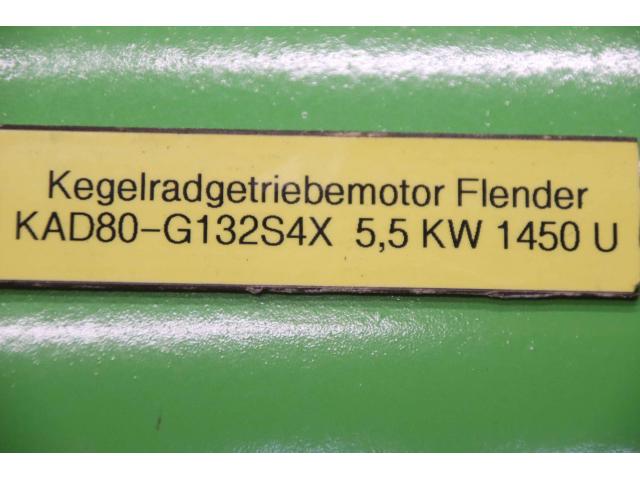 Kegelradgetriebemotor Flender
KAD80-G132S4X 5,5 KW 1450 U